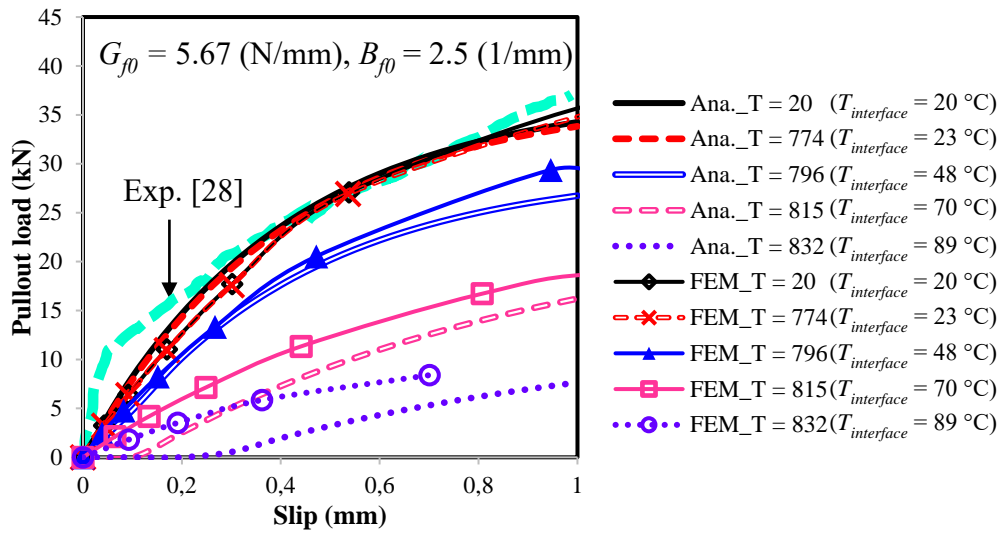 G_f0 = 5.67 (N/mm), B_f0 = 2.5 (1/mm)
Exp. [28]
Pullout load (kN)
45
40
35
30
25
20
15
10
5
0
0
0,2
0,4
0,6
0,8
1
Slip (mm)
Ana._T = 20 (T_interface = 20 °C)
Ana._T = 774 (T_interface = 23 °C)
Ana._T = 796 (T_interface = 48 °C)
Ana._T = 815 (T_interface = 70 °C)
Ana._T = 832 (T_interface = 89 °C)
FEM_T = 20 (T_interface = 20 °C)
FEM_T = 774 (T_interface = 23 °C)
FEM_T = 796 (T_interface = 48 °C)
FEM_T = 815 (T_interface = 70 °C)
FEM_T = 832 (T_interface = 89 °C)